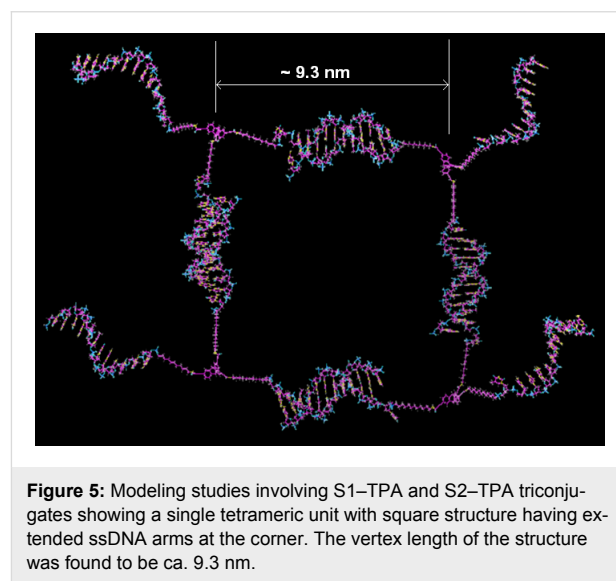 ~ 9.3 nm
Figure 5: Modeling studies involving S1–TPA and S2–TPA triconju-
gates showing a single tetrameric unit with square structure having ex-
tended ssDNA arms at the corner. The vertex length of the structure
was found to be ca. 9.3 nm.